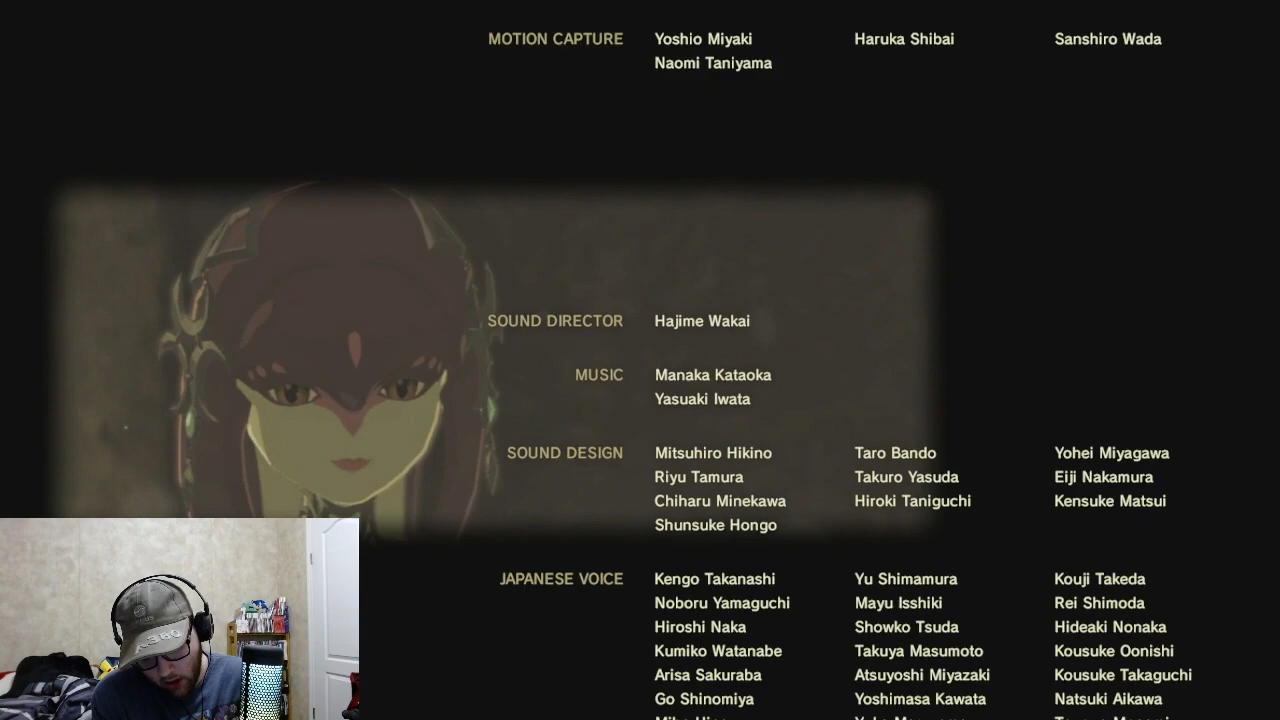 MOTION CAPTURE Yoshio Miyaki Haruka Shibai Sanshiro Wada
Naomi Taniyama
SOUND DIRECTOR Hajime Wakai
MUSIC Manaka Kataoka
Yasuaki Iwata
SOUND DESIGN Mitsuhiro Hikino Taro Bando Yohei Miyagawa
Riyu Tamura Takuro Yasuda Eiji Nakamura
Chiharu Minekawa Hiroki Taniguchi Kensuke Matsui
Shunsuke Hongo
JAPANESE VOICE Kengo Takanashi Yu Shimamura Kouji Takeda
Noboru Yamaguchi Mayu Isshiki Rei Shimoda
Hiroshi Naka Showko Tsuda Hideaki Nonaka
Kumiko Watanabe Takuya Masumoto Kousuke Oonishi
Arisa Sakuraba Atsuyoshi Miyazaki Kousuke Takaguchi
Go Shinomiya Yoshimasa Kawata Natsuki Aikawa